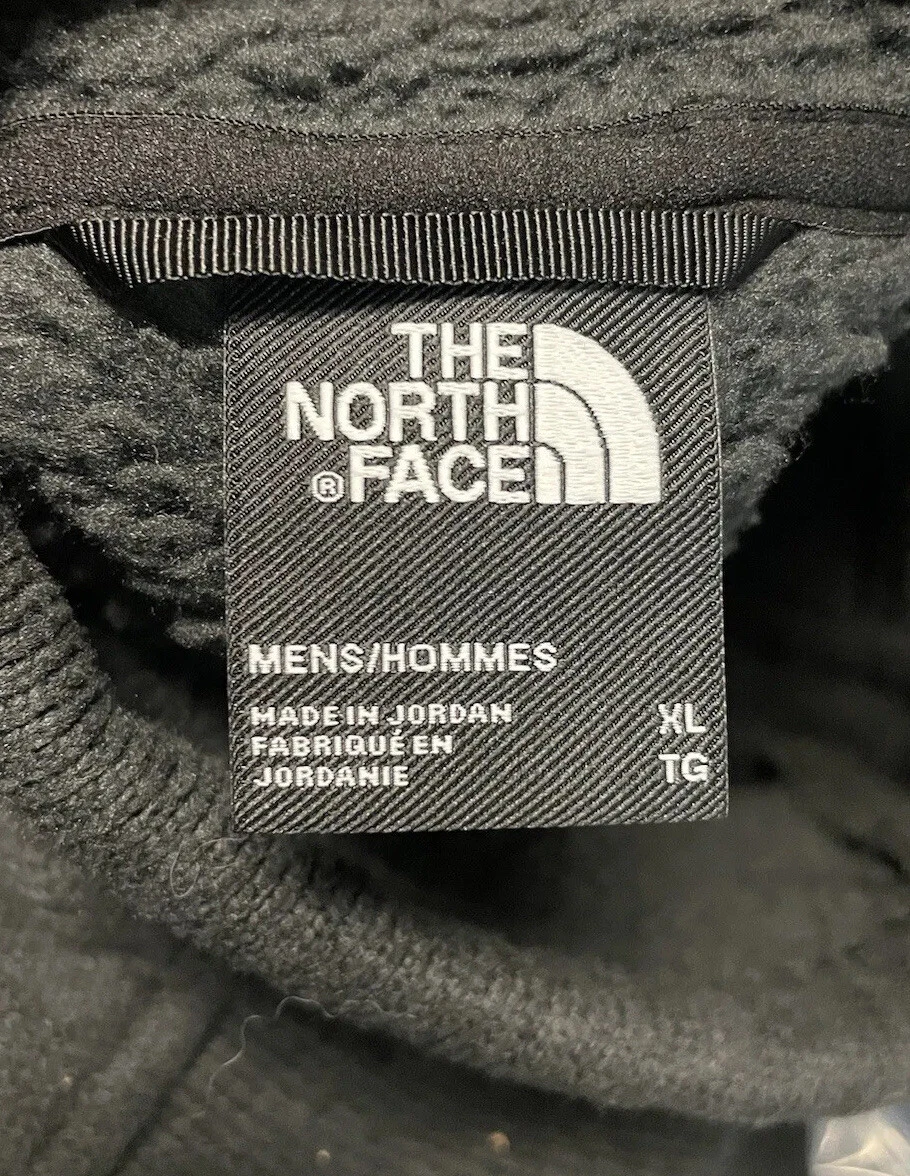 THE
NORTH
®FACE
MENS/HOMMES
MADE IN JORDAN XL
FABRIQUÉ EN
JORDANIE TG